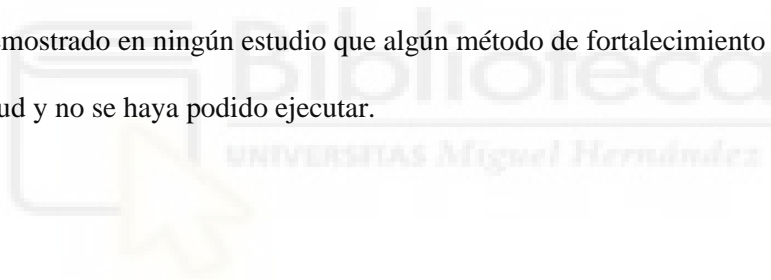 mostrado en ningún estudio que algún método de fortalecimiento
ud y no se haya podido ejecutar.
Biblioteca
UNIVERSITAS Miguel Hernández